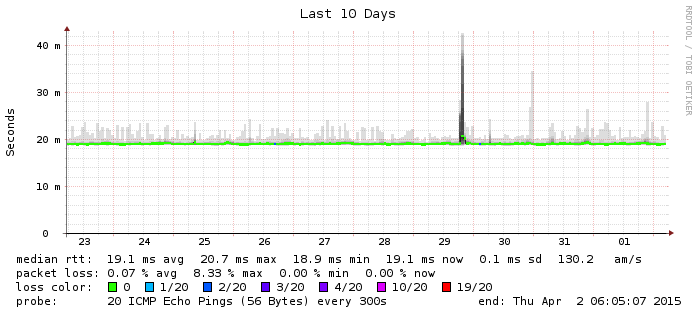 Last 10 Days
RRDTOOL / TOBI OETIKER
Seconds
40 m
30 m
20 m
10 m
0
23 24 25 26 27 28 29 30 31 01
median rtt: 19.1 ms avg 20.7 ms max 18.9 ms min 19.1 ms now 0.1 ms sd 130.2 am/s
packet loss: 0.07 % avg 8.33 % max 0.00 % min 0.00 % now
loss color: 0 1/20 2/20 3/20 4/20 10/20 19/20
probe: 20 ICMP Echo Pings (56 Bytes) every 300s end: Thu Apr 2 06:05:07 2015